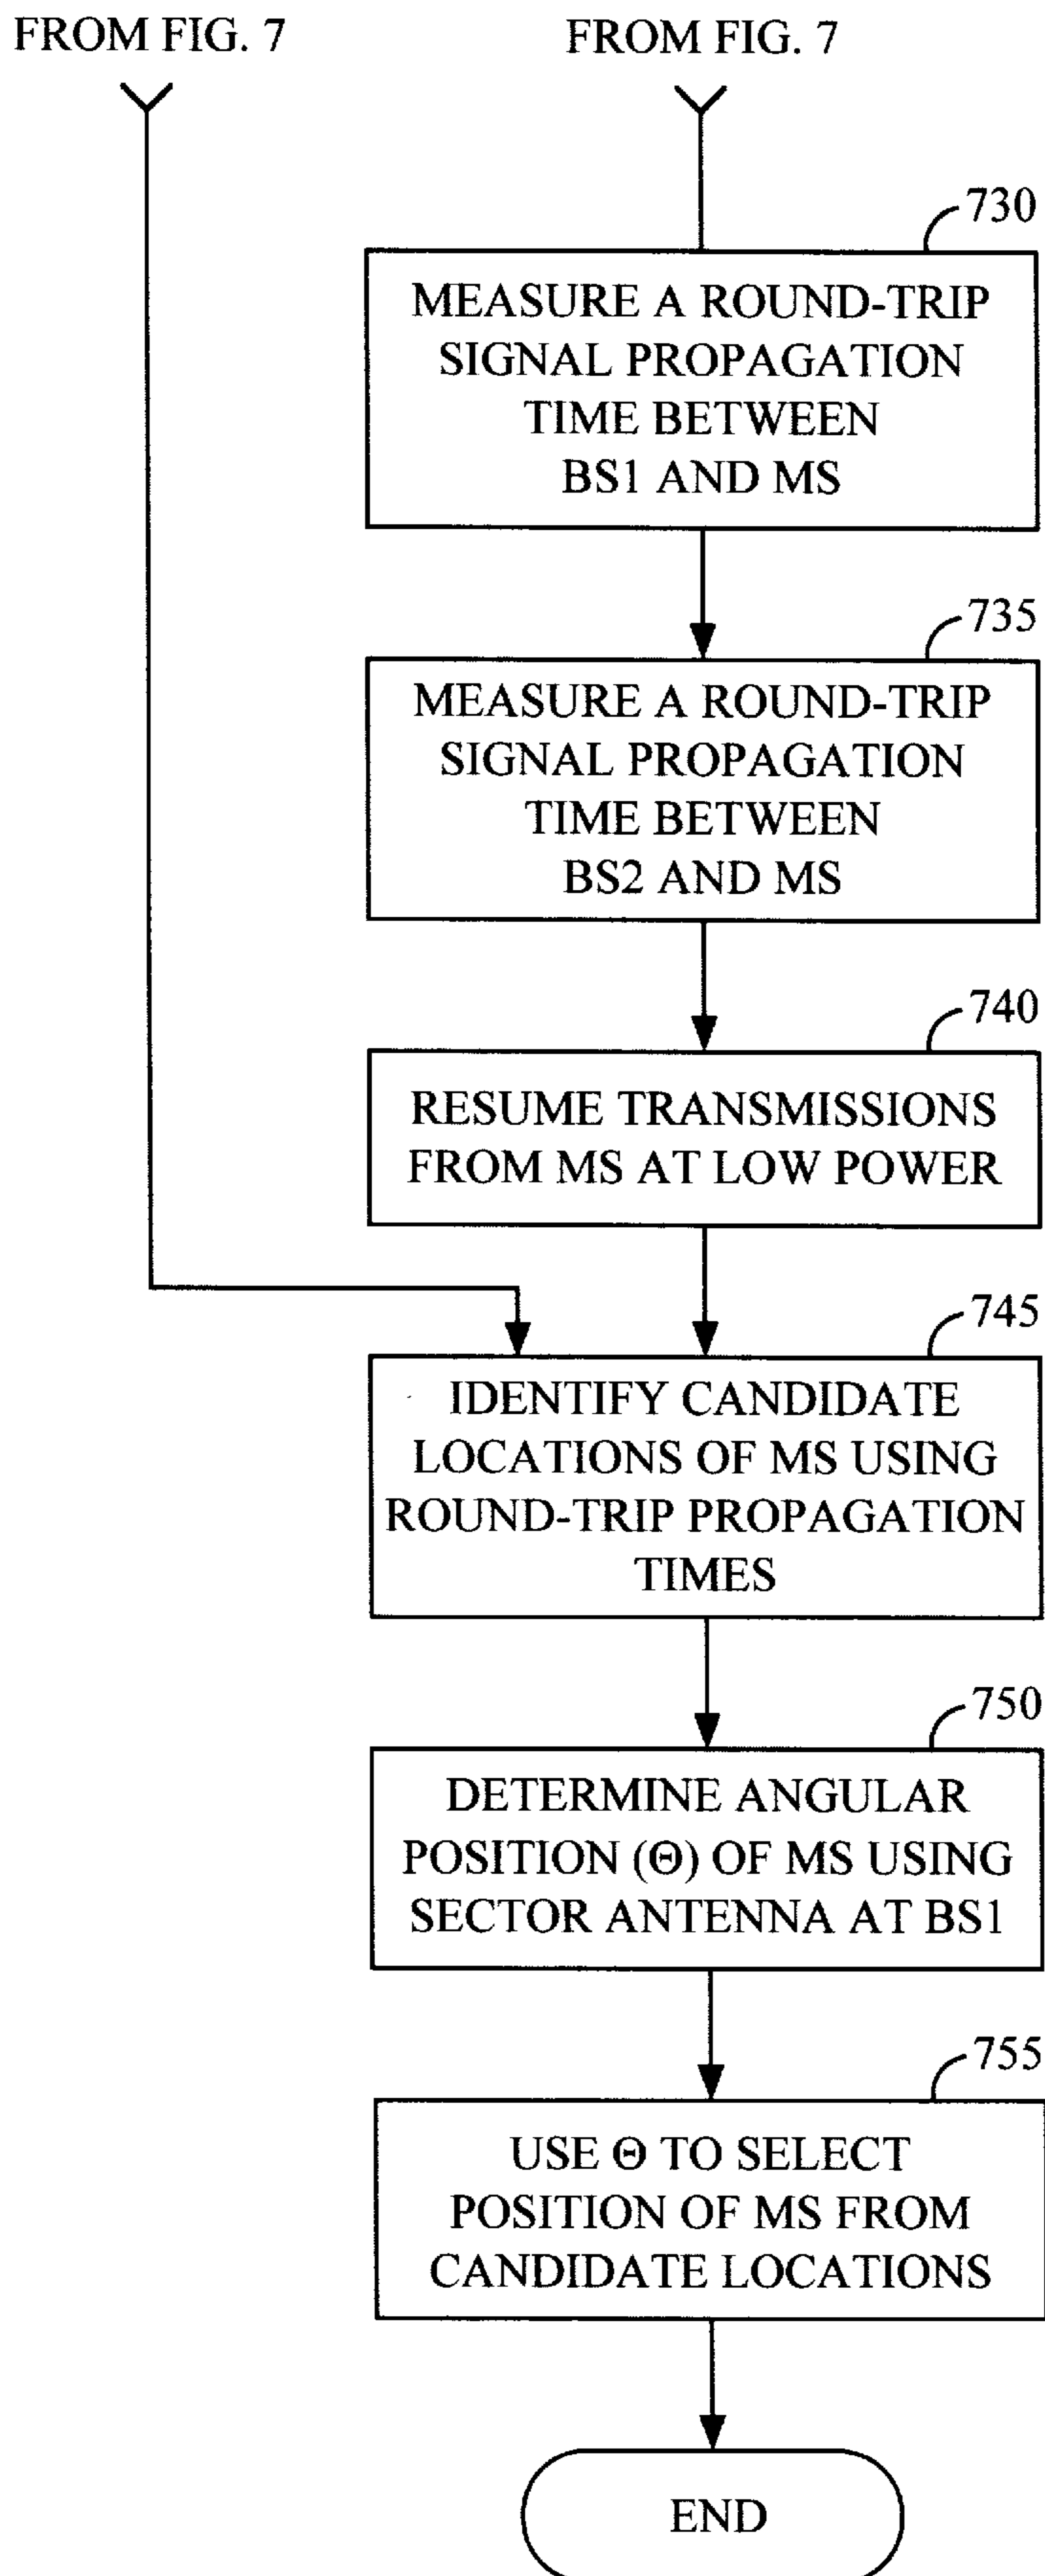 FROM FIG. 7
FROM FIG. 7
730
MEASURE A ROUND-TRIP
SIGNAL PROPAGATION
TIME BETWEEN
BS1 AND MS
735
MEASURE A ROUND-TRIP
SIGNAL PROPAGATION
TIME BETWEEN
BS2 AND MS
740
RESUME TRANSMISSIONS
FROM MS AT LOW POWER
745
IDENTIFY CANDIDATE
LOCATIONS OF MS USING
ROUND-TRIP PROPAGATION
TIMES
750
DETERMINE ANGULAR
POSITION (Θ) OF MS USING
SECTOR ANTENNA AT BS1
755
USE Θ TO SELECT
POSITION OF MS FROM
CANDIDATE LOCATIONS
END